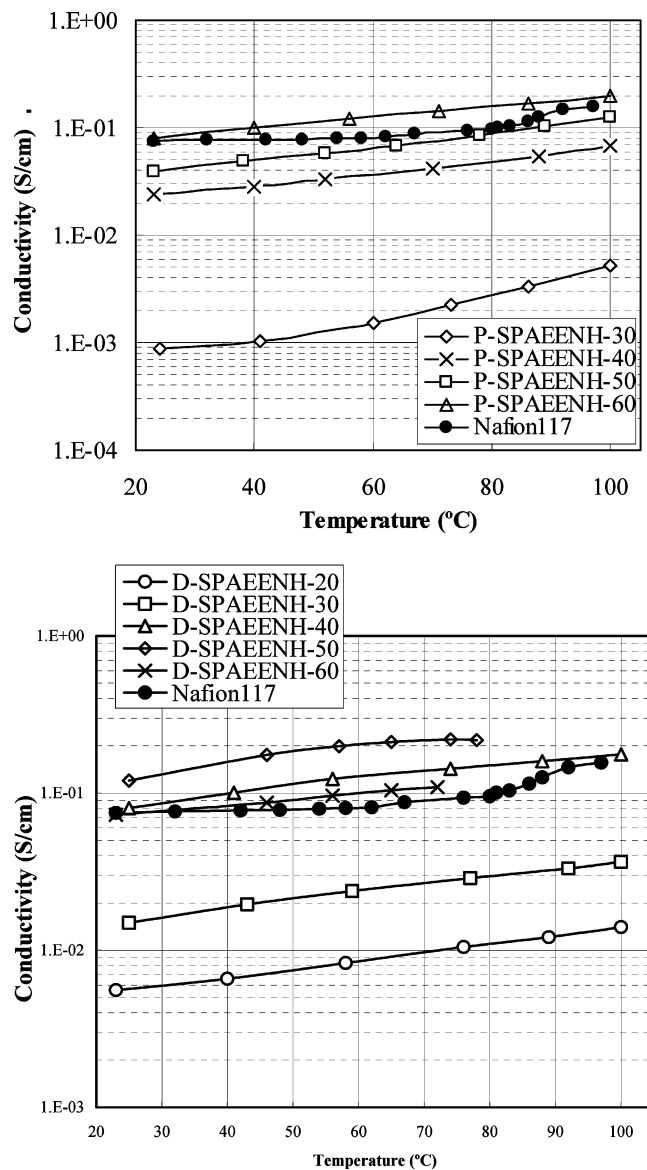 1.E+00
1.E-01
1.E-02
1.E-03
1.E-04
Conductivity (S/cm) .
P-SPAEENH-30
P-SPAEENH-40
P-SPAEENH-50
P-SPAEENH-60
Nafion117
20 40 60 80 100
Temperature (ºC)
D-SPAEENH-20
D-SPAEENH-30
D-SPAEENH-40
D-SPAEENH-50
D-SPAEENH-60
Nafion117
1.E+00
1.E-01
1.E-02
1.E-03
Conductivity (S/cm)
20 30 40 50 60 70 80 90 100
Temperature (ºC)